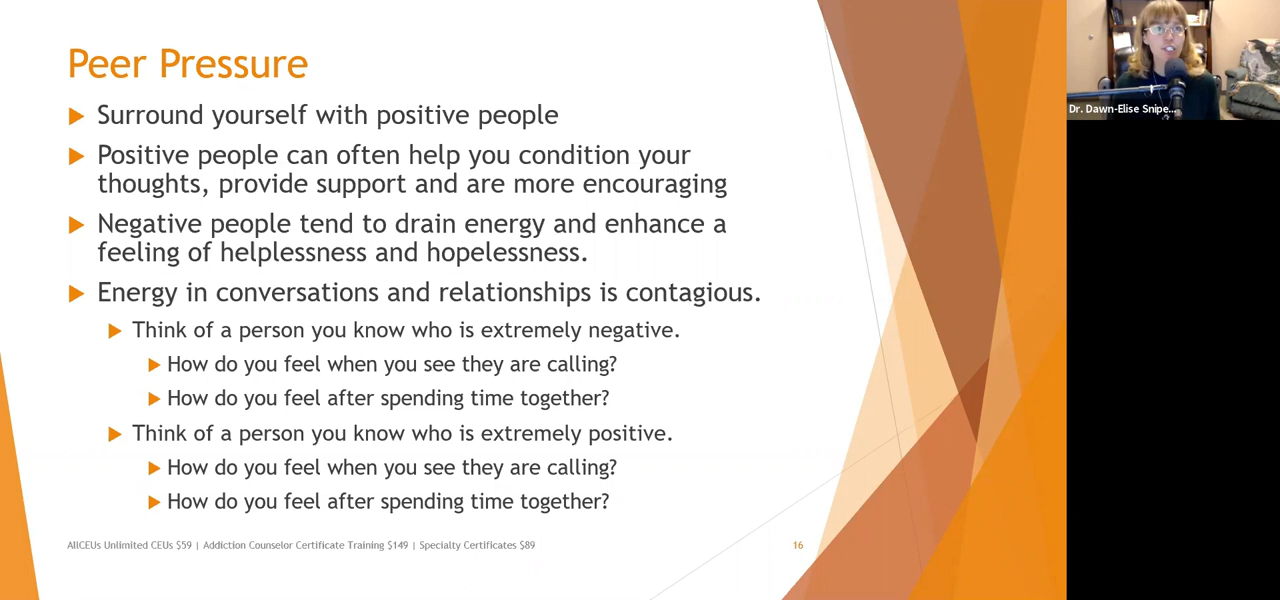 Peer Pressure
Surround yourself with positive people
Positive people can often help you condition your
thoughts, provide support and are more encouraging
Negative people tend to drain energy and enhance a
feeling of helplessness and hopelessness.
Energy in conversations and relationships is contagious.
Think of a person you know who is extremely negative.
How do you feel when you see they are calling?
How do you feel after spending time together?
Think of a person you know who is extremely positive.
How do you feel when you see they are calling?
How do you feel after spending time together?
AllCEUs Unlimited CEUs $59 | Addiction Counselor Certificate Training $149 | Specialty Certificates $89
16
Dr. Dawn-Elise Snipe...